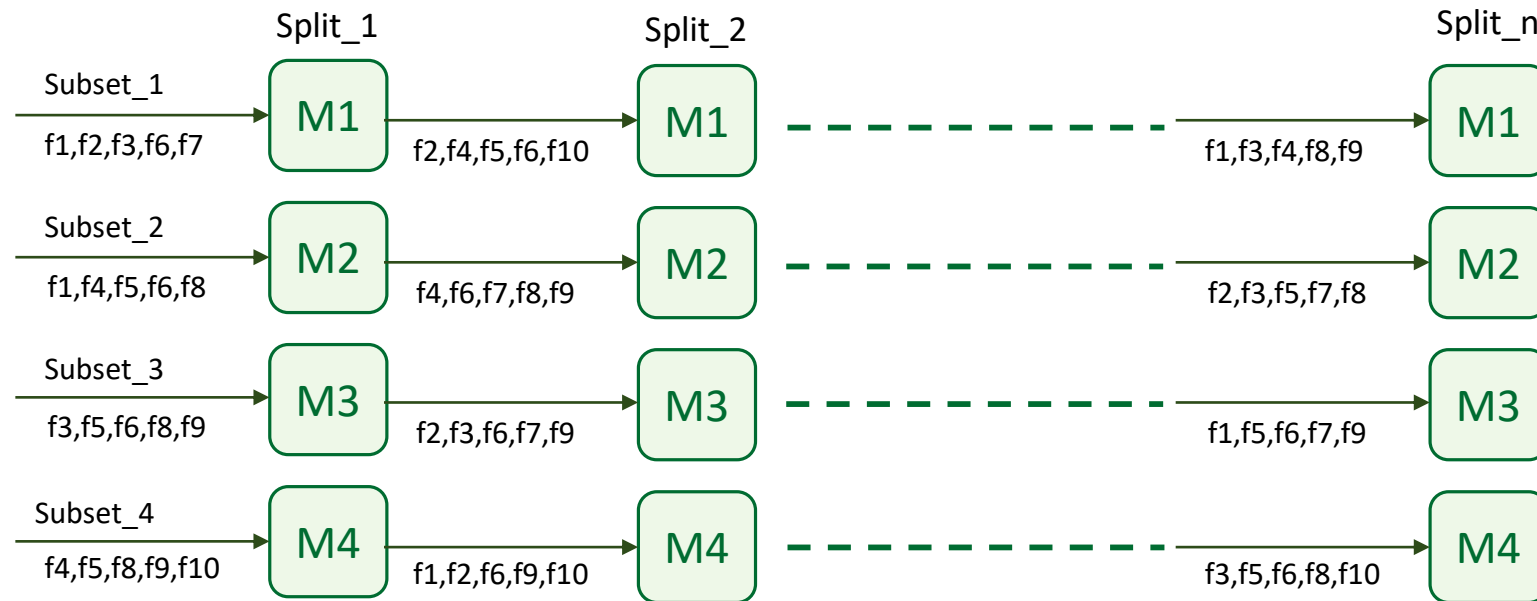 Split_1
Split_2
Split_n
Subset_1
M1
M1
M1
f1,f2,f3,f6,f7
f2,f4,f5,f6,f10
f1,f3,f4,f8,f9
Subset_2
M2
M2
M2
f1,f4,f5,f6,f8
f4,f6,f7,f8,f9
f2,f3,f5,f7,f8
Subset_3
M3
M3
M3
f3,f5,f6,f8,f9
f2,f3,f6,f7,f9
f1,f5,f6,f7,f9
Subset_4
M4
M4
M4
f4,f5,f8,f9,f10
f1,f2,f6,f9,f10
f3,f5,f6,f8,f10